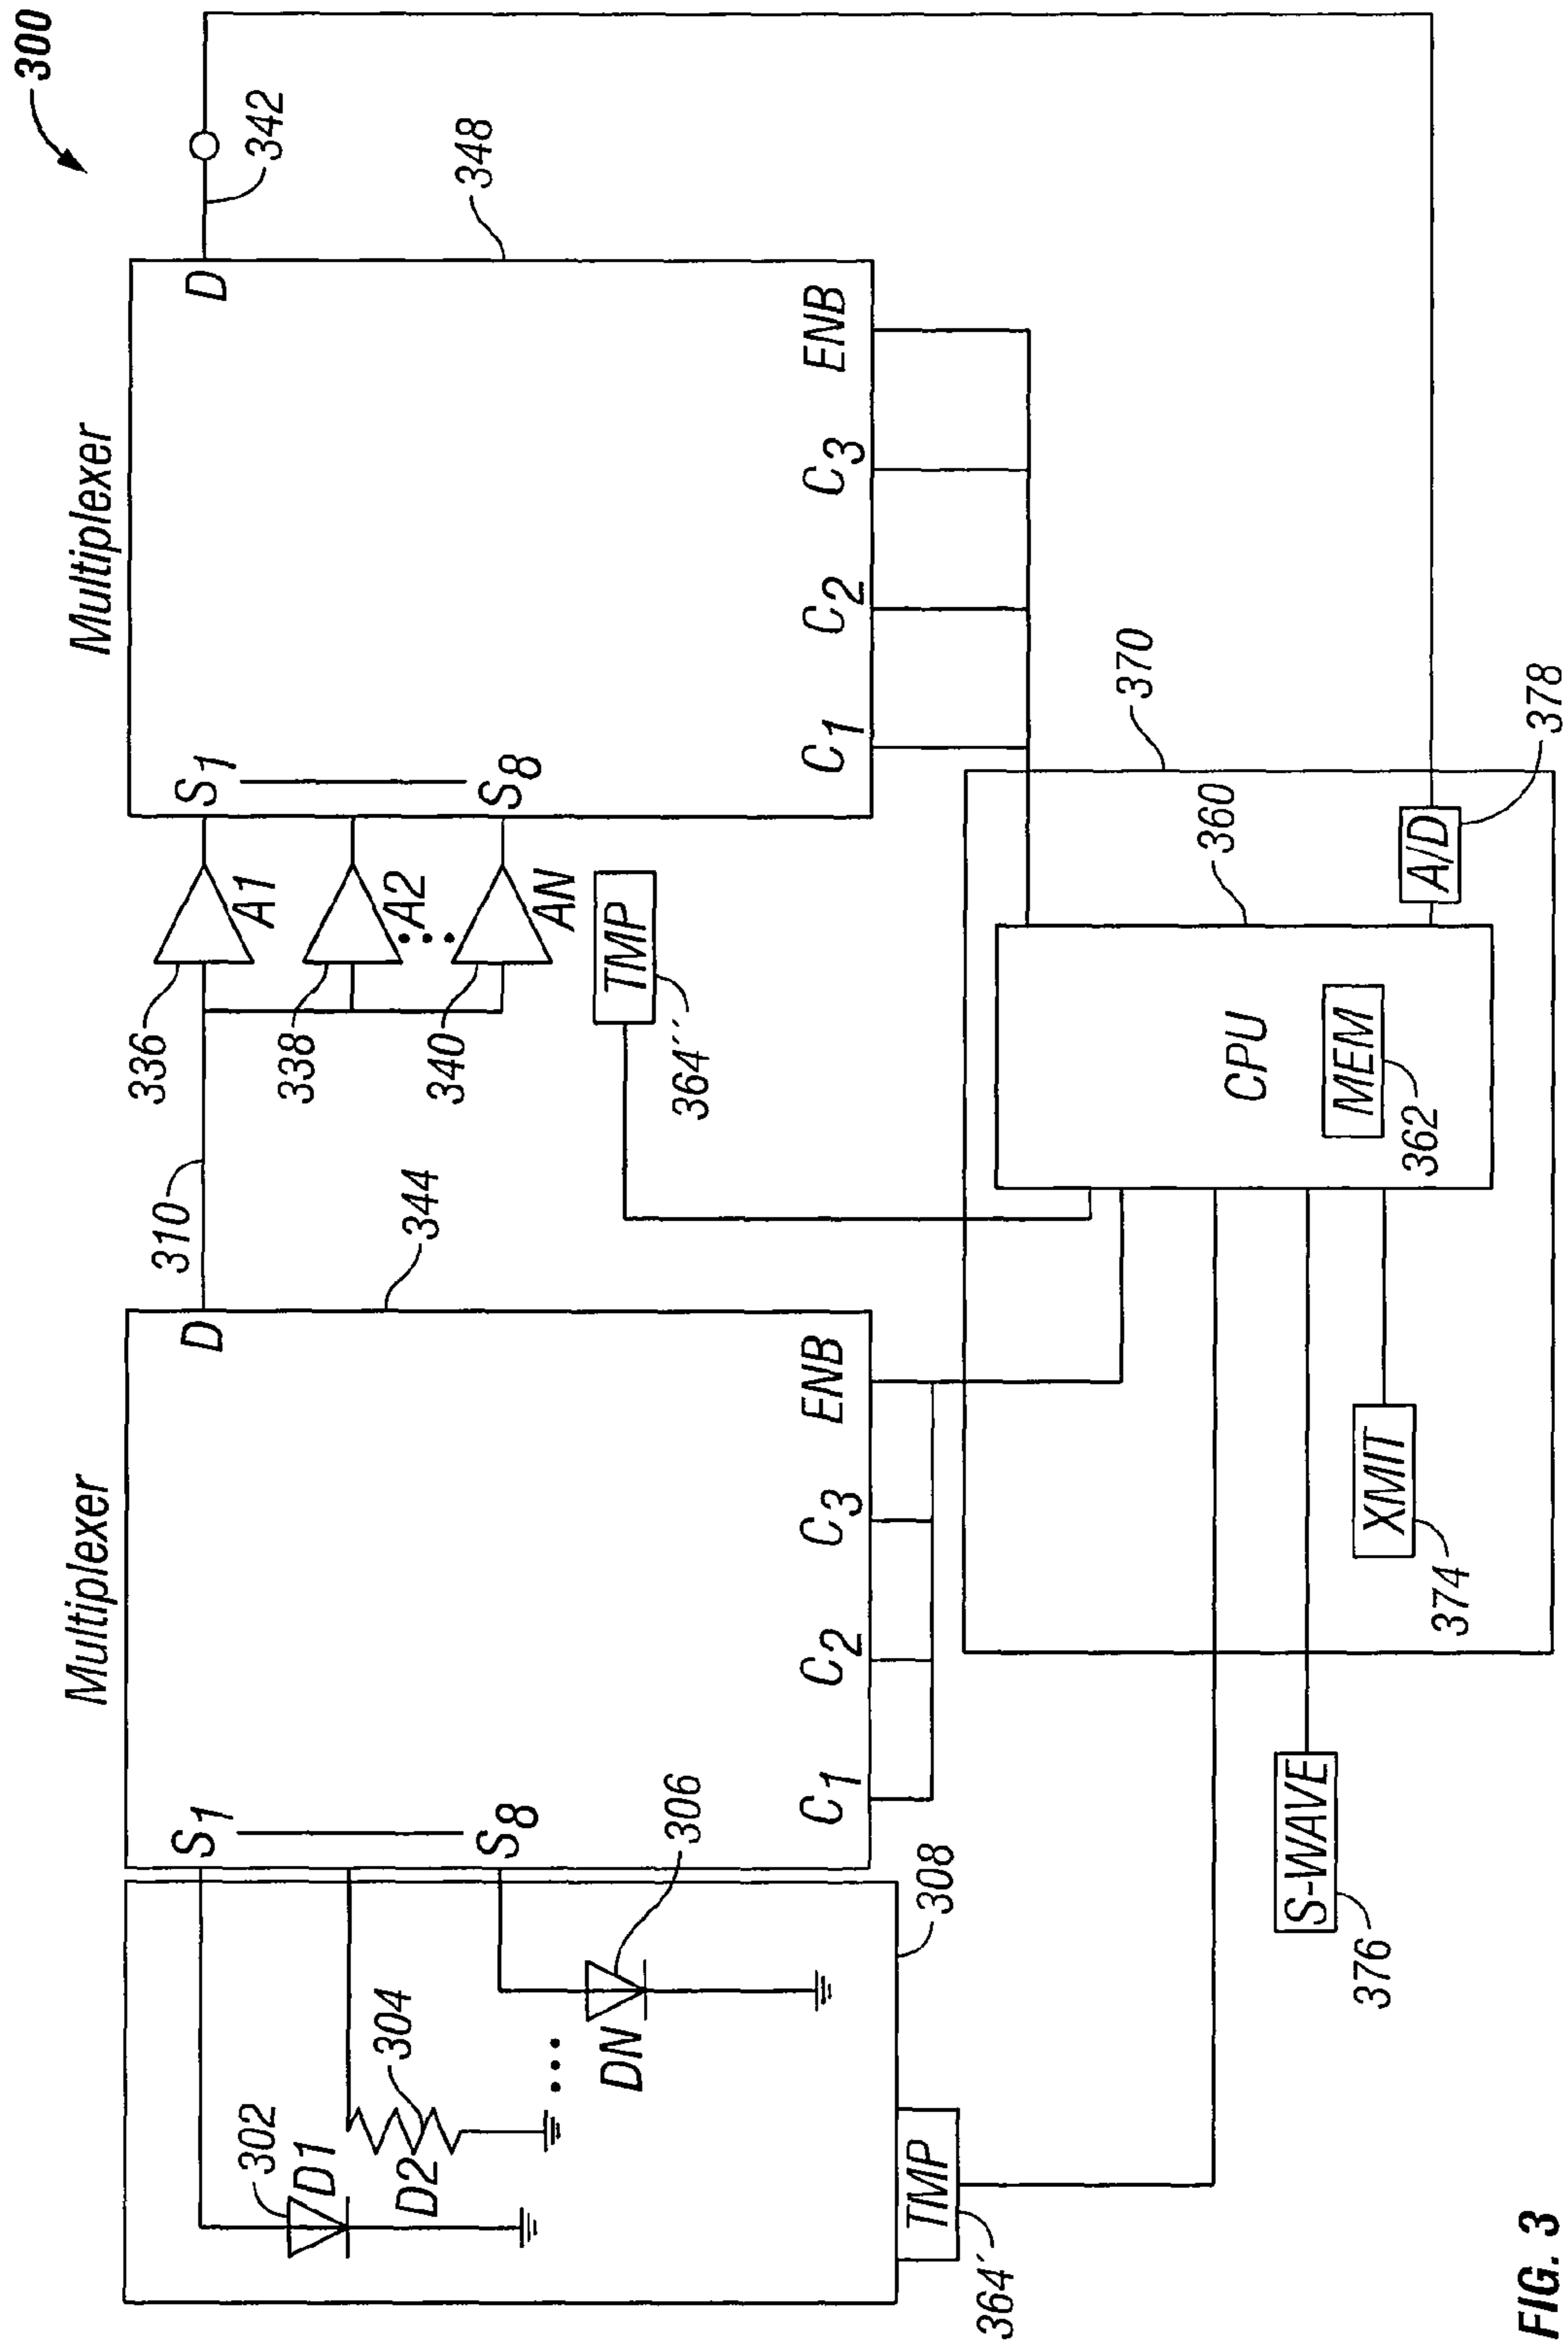 300
Multiplexer
Multiplexer
342
348
D
S1
S8
C1
C2
C3
ENB
336
A1
338
A2
340
AN
TMP
364´´
310
344
D
S1
S8
C1
C2
C3
ENB
302
D1
304
D2
306
DN
308
TMP
364´
370
360
CPU
MEM
362
A/D
378
XMIT
374
S-WAVE
376
FIG. 3